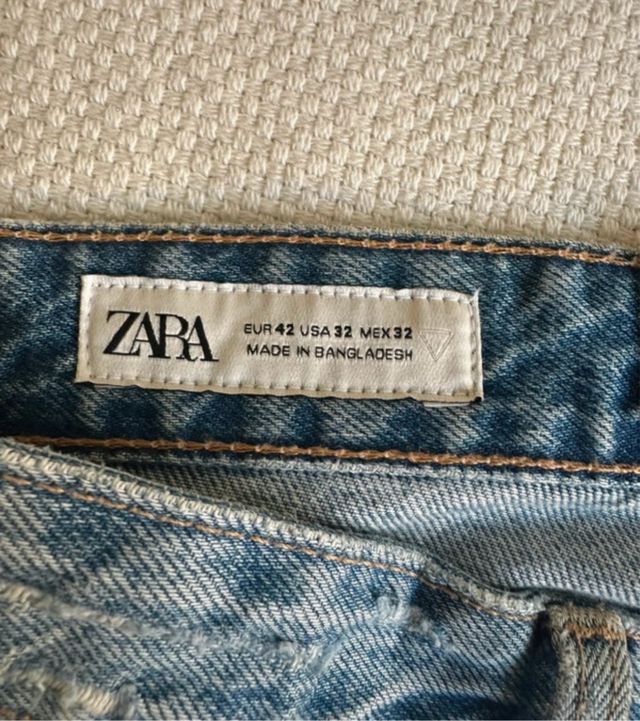 ZARA
EUR 42 USA 32 MEX 32
MADE IN BANGLADESH